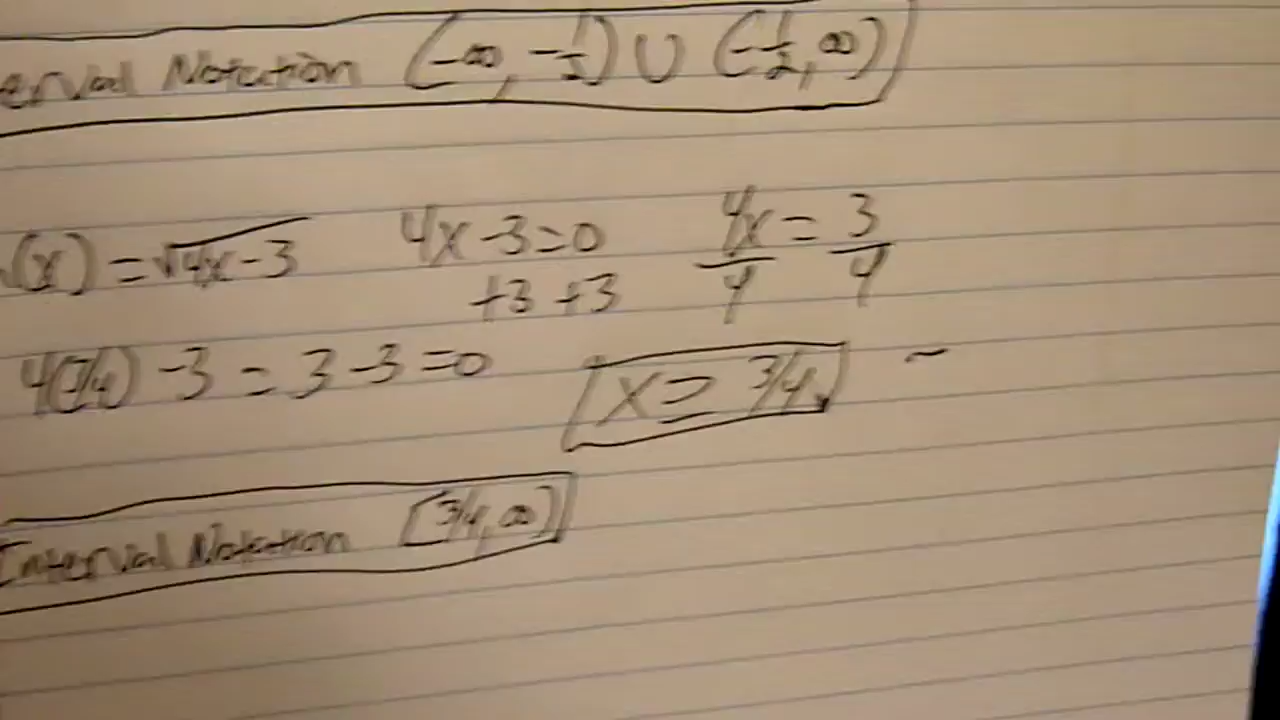 erval Notation (-∞, -1/2) ∪ (-1/2, ∞)
(x) = √4x-3 4x-3=0 4x = 3
+3 +3 4 4
4(3/4) -3 = 3-3=0 x ≥ 3/4 ~
Interval Notation [3/4, ∞)